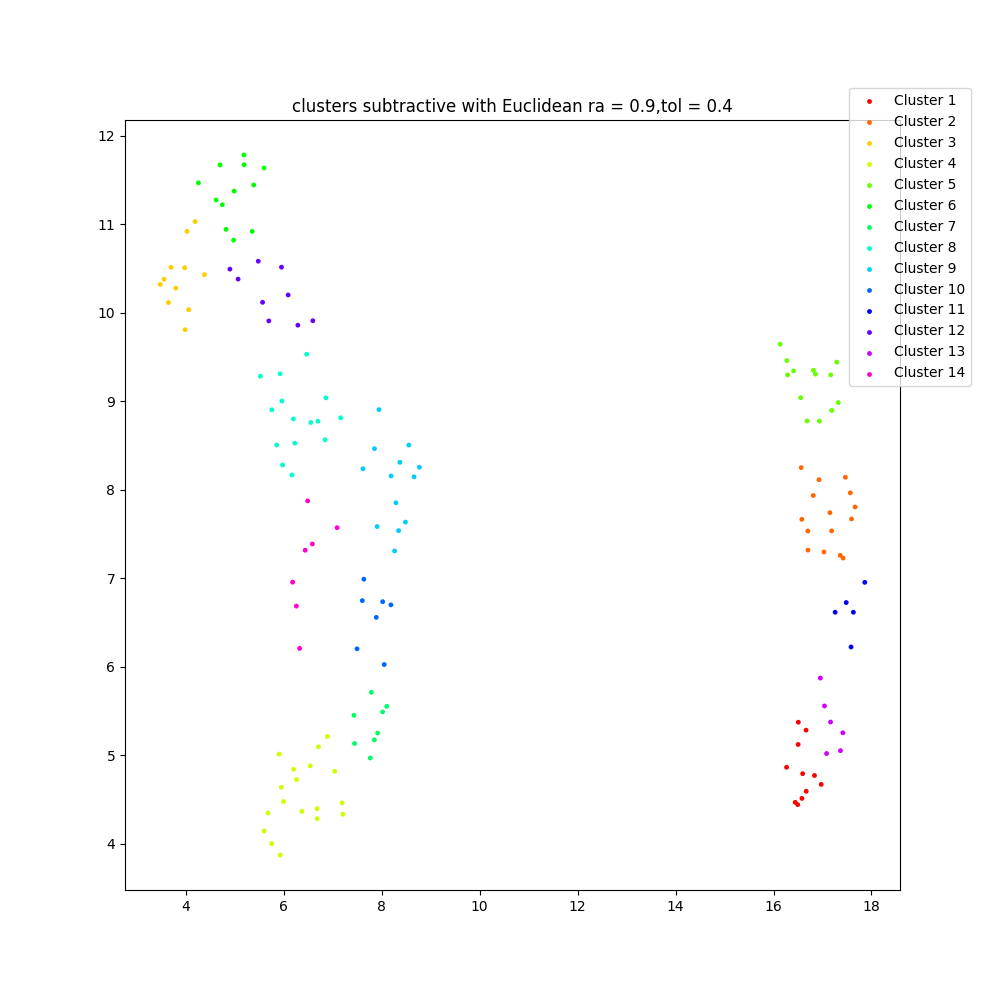 clusters subtractive with Euclidean ra = 0.9,tol = 0.4
Cluster 1
Cluster 2
Cluster 3
Cluster 4
Cluster 5
Cluster 6
Cluster 7
Cluster 8
Cluster 9
Cluster 10
Cluster 11
Cluster 12
Cluster 13
Cluster 14
12
11
10
9
8
7
6
5
4
4 6 8 10 12 14 16 18